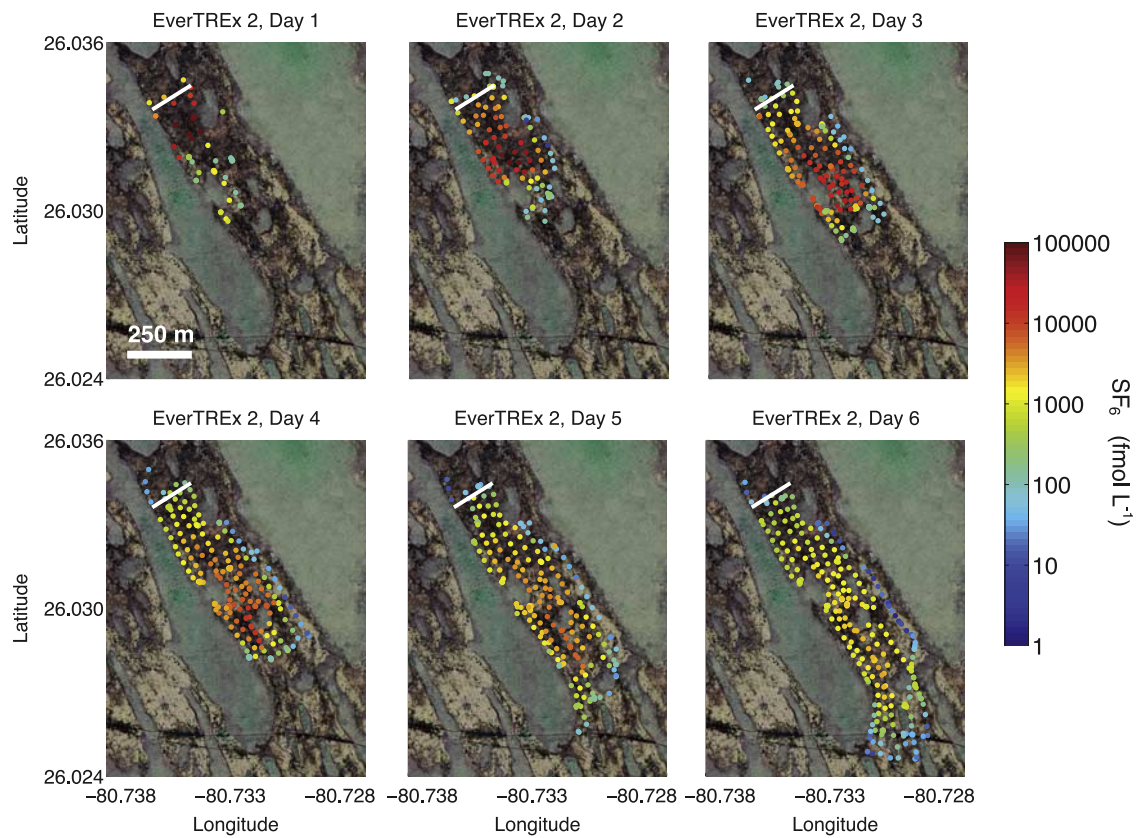 EverTREx 2, Day 1
EverTREx 2, Day 2
EverTREx 2, Day 3
26.036
26.030
26.024
Latitude
250 m
EverTREx 2, Day 4
EverTREx 2, Day 5
EverTREx 2, Day 6
26.036
26.030
26.024
Latitude
−80.738
−80.733
−80.728
−80.738
−80.733
−80.728
−80.738
−80.733
−80.728
Longitude
Longitude
Longitude
100000
10000
1000
100
10
1
SF₆ (fmol L⁻¹)